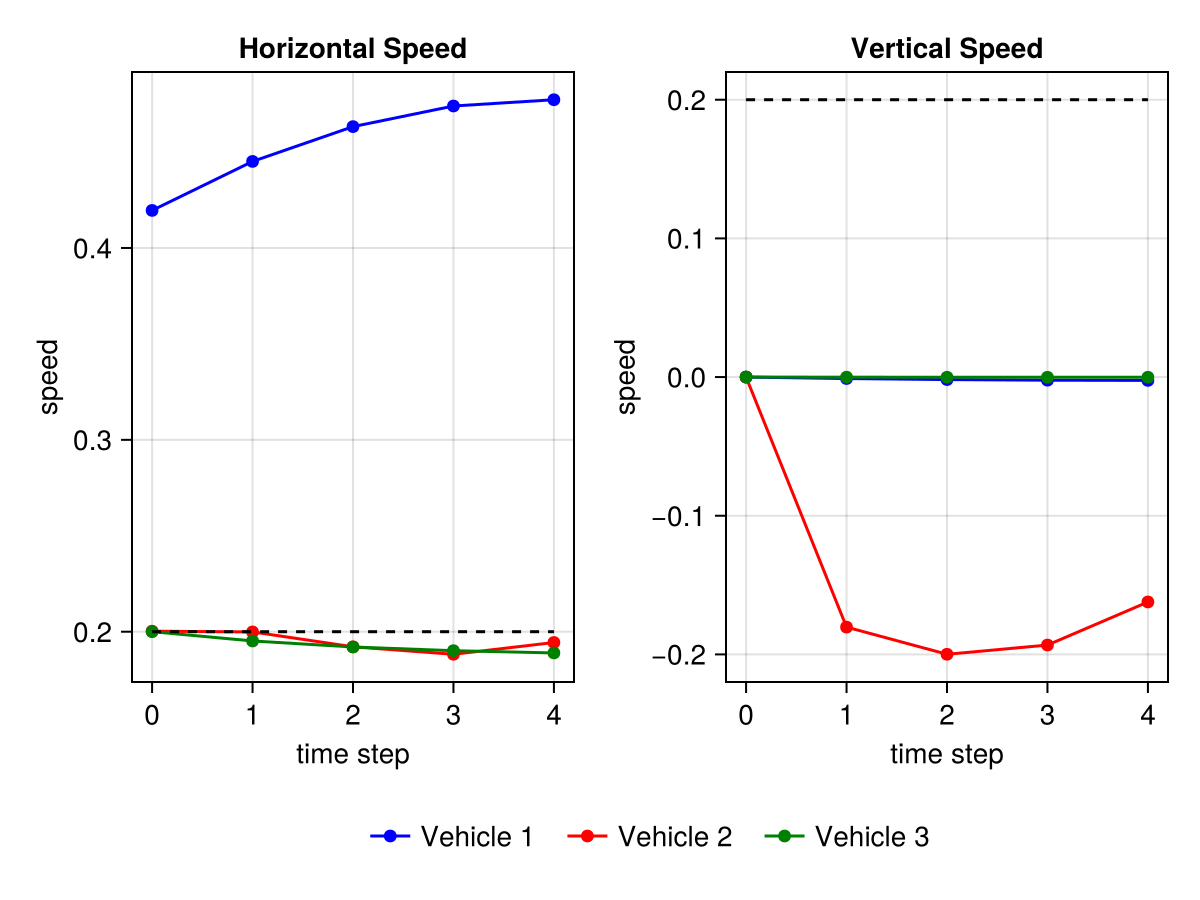 Horizontal Speed
speed
0.4
0.3
0.2
0
1
2
3
4
time step
Vertical Speed
speed
0.2
0.1
0.0
−0.1
−0.2
0
1
2
3
4
time step
Vehicle 1
Vehicle 2
Vehicle 3